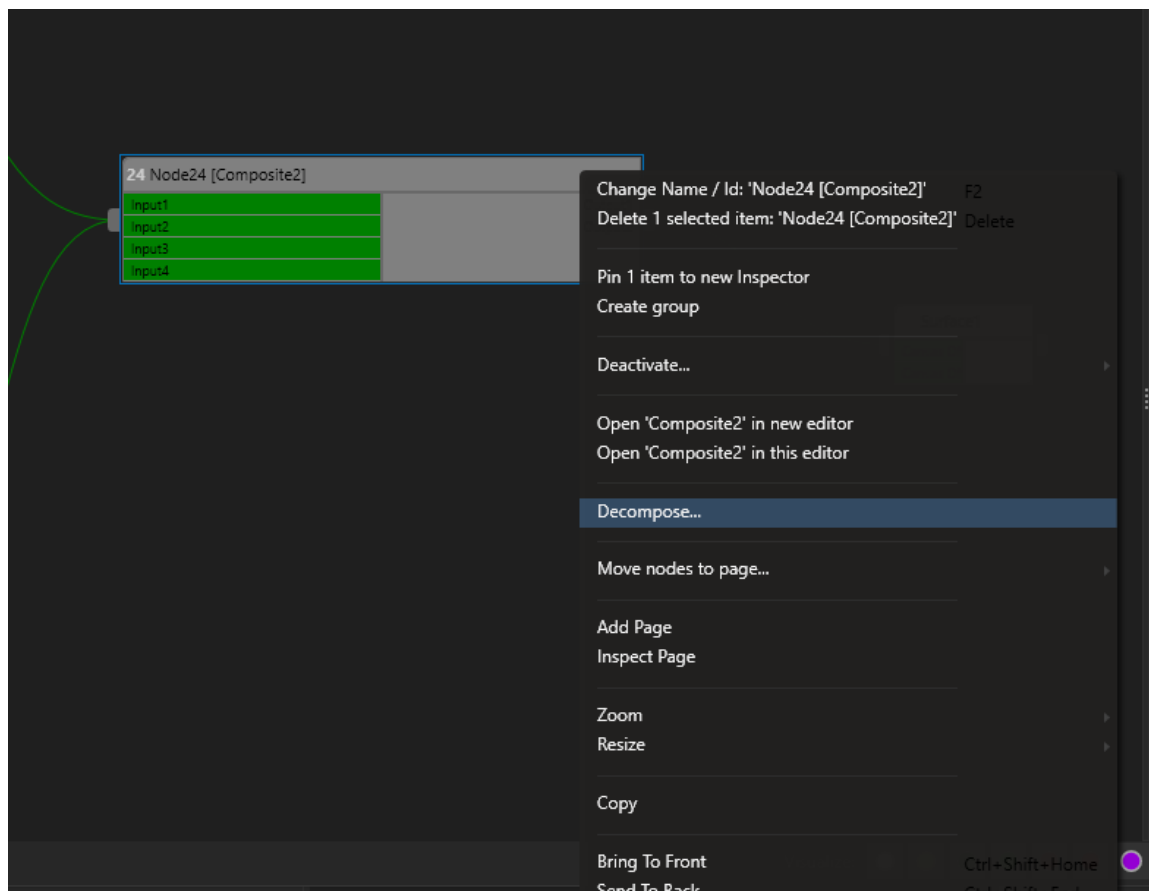 24 Node24 [Composite2]
Input1
Input2
Input3
Input4
Change Name / Id: 'Node24 [Composite2]' F2
Delete 1 selected item: 'Node24 [Composite2]' Delete
Pin 1 item to new Inspector
Create group
Deactivate...
Open 'Composite2' in new editor
Open 'Composite2' in this editor
Decompose...
Move nodes to page...
Add Page
Inspect Page
Zoom
Resize
Copy
Bring To Front Ctrl+Shift+Home
Send To Back